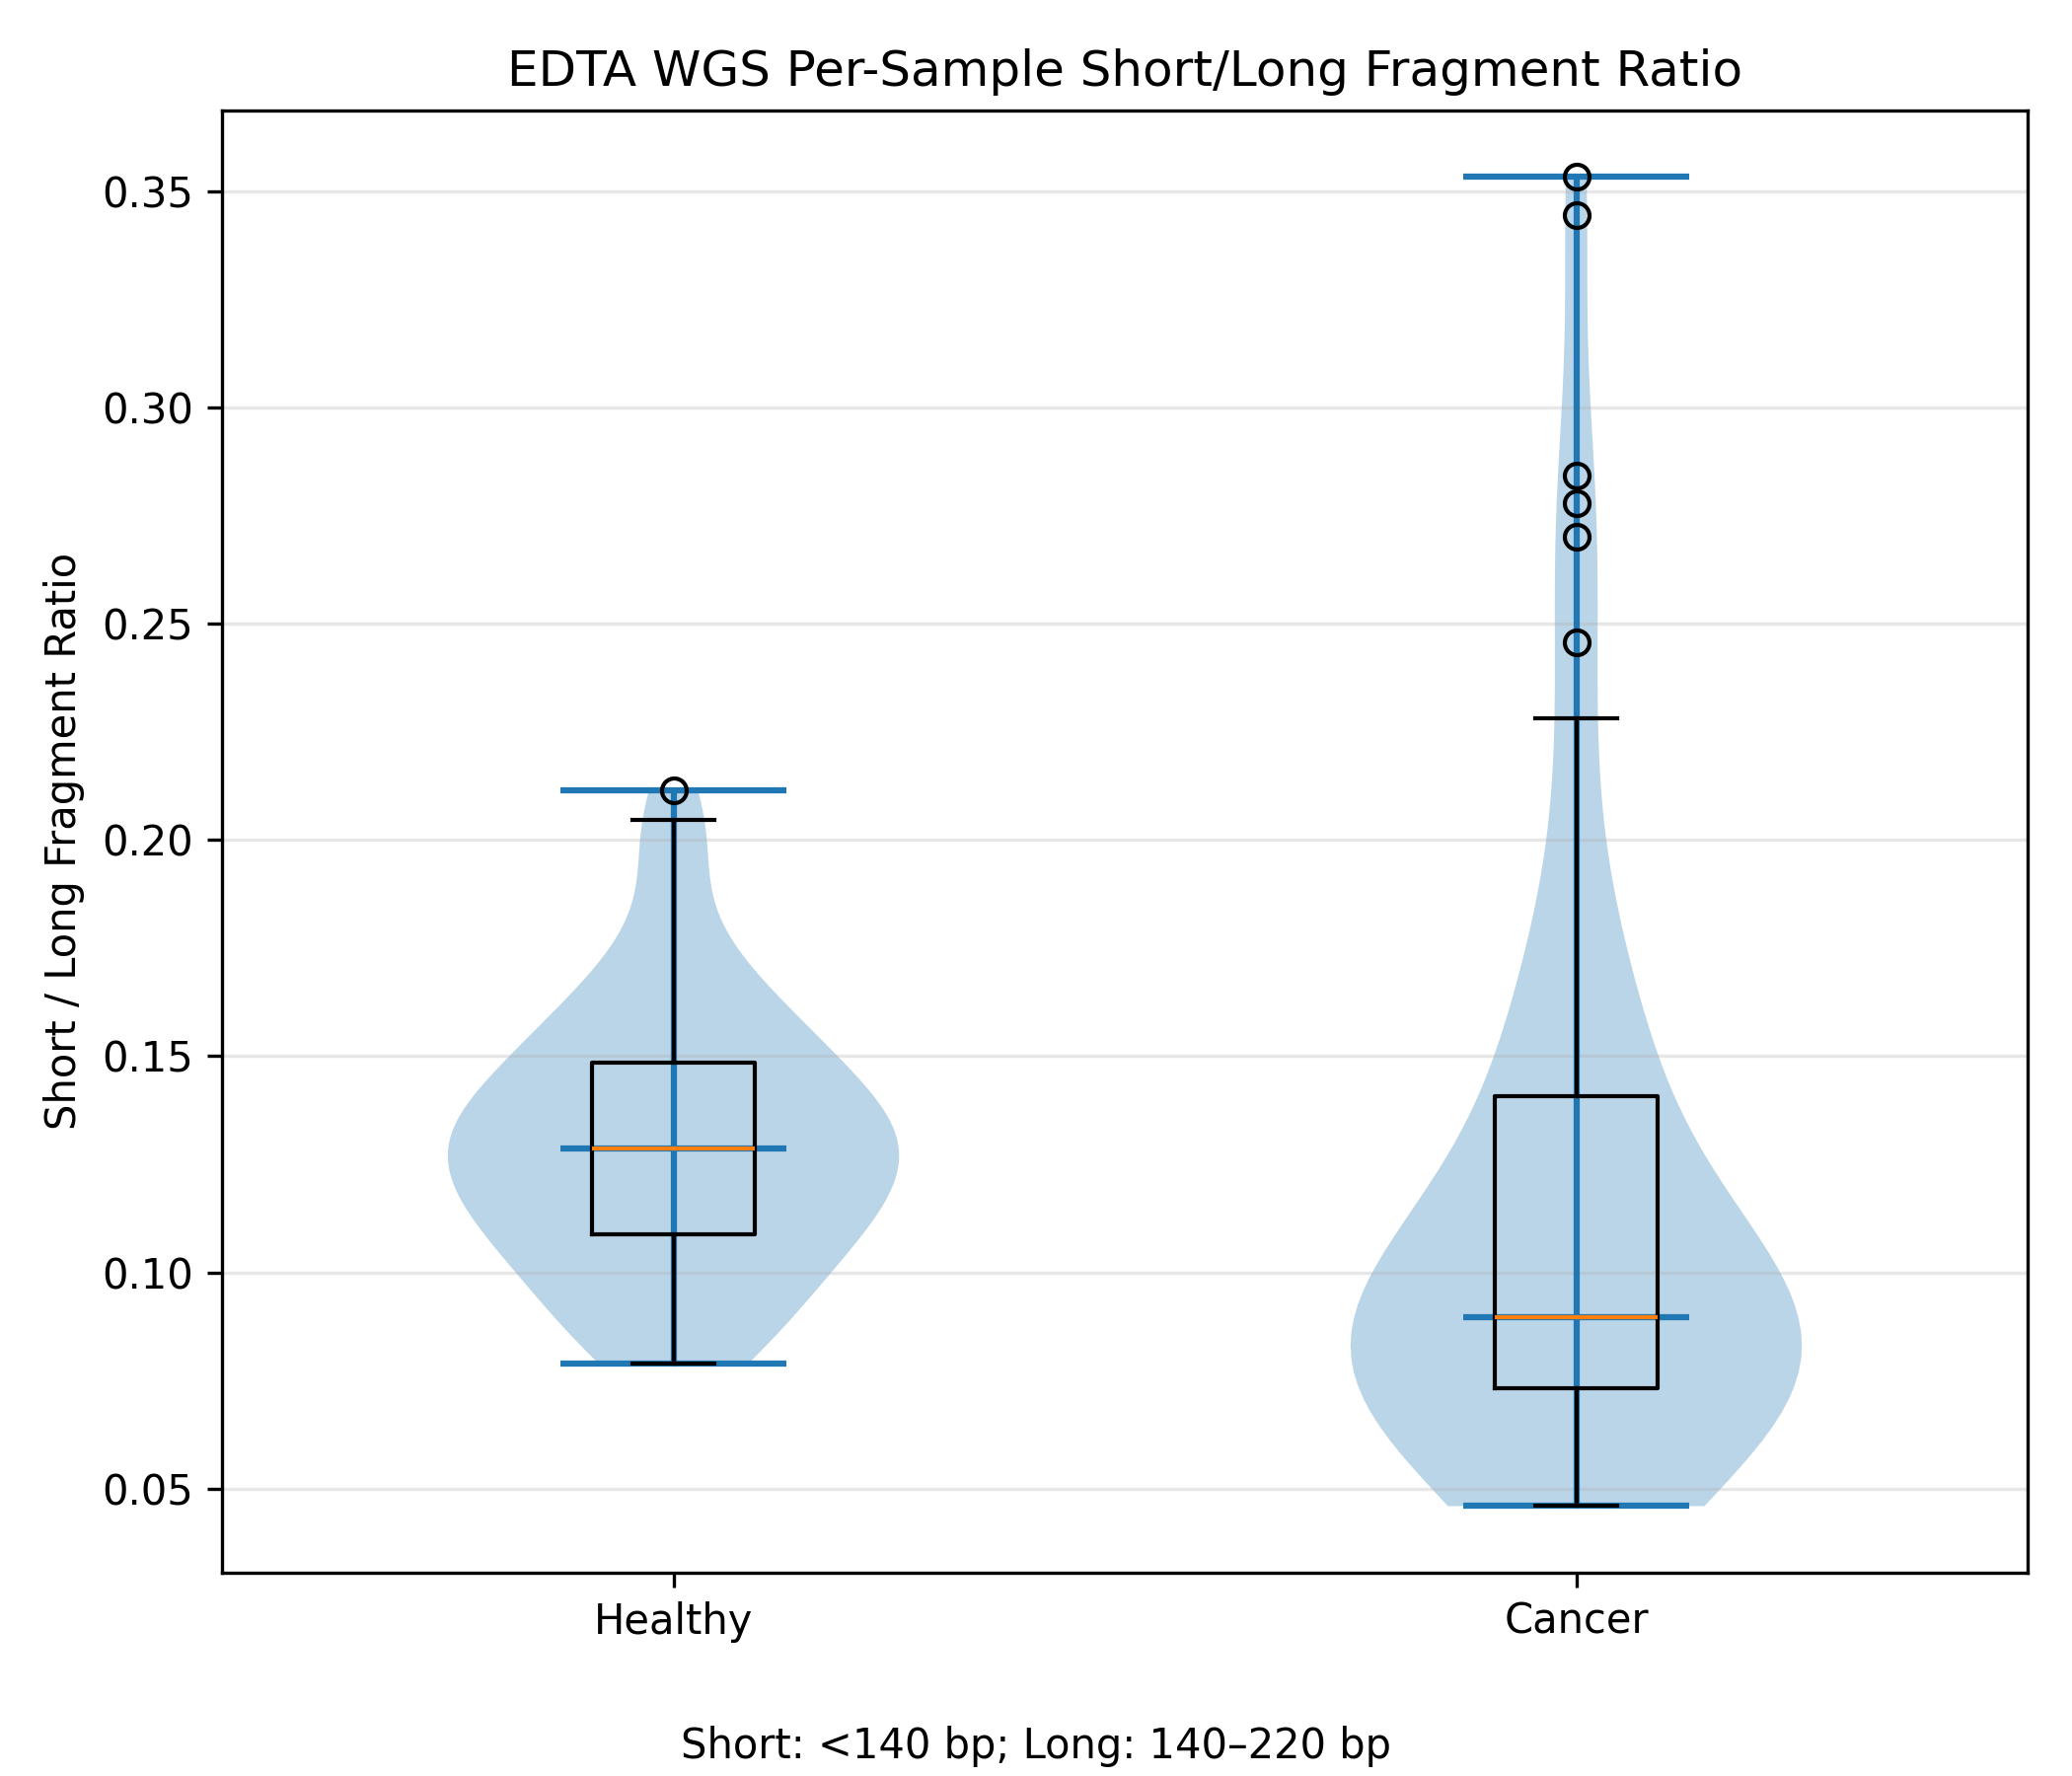 EDTA WGS Per-Sample Short/Long Fragment Ratio
Short / Long Fragment Ratio
0.35
0.30
0.25
0.20
0.15
0.10
0.05
Healthy
Cancer
Short: <140 bp; Long: 140–220 bp